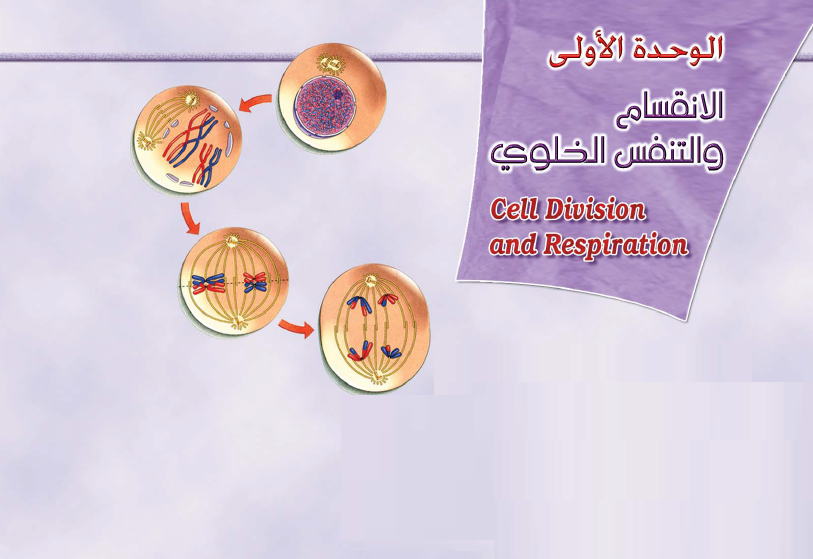 الوحدة الأولى
الانقسام
والتنفس الخلوي
Cell Division
and Respiration